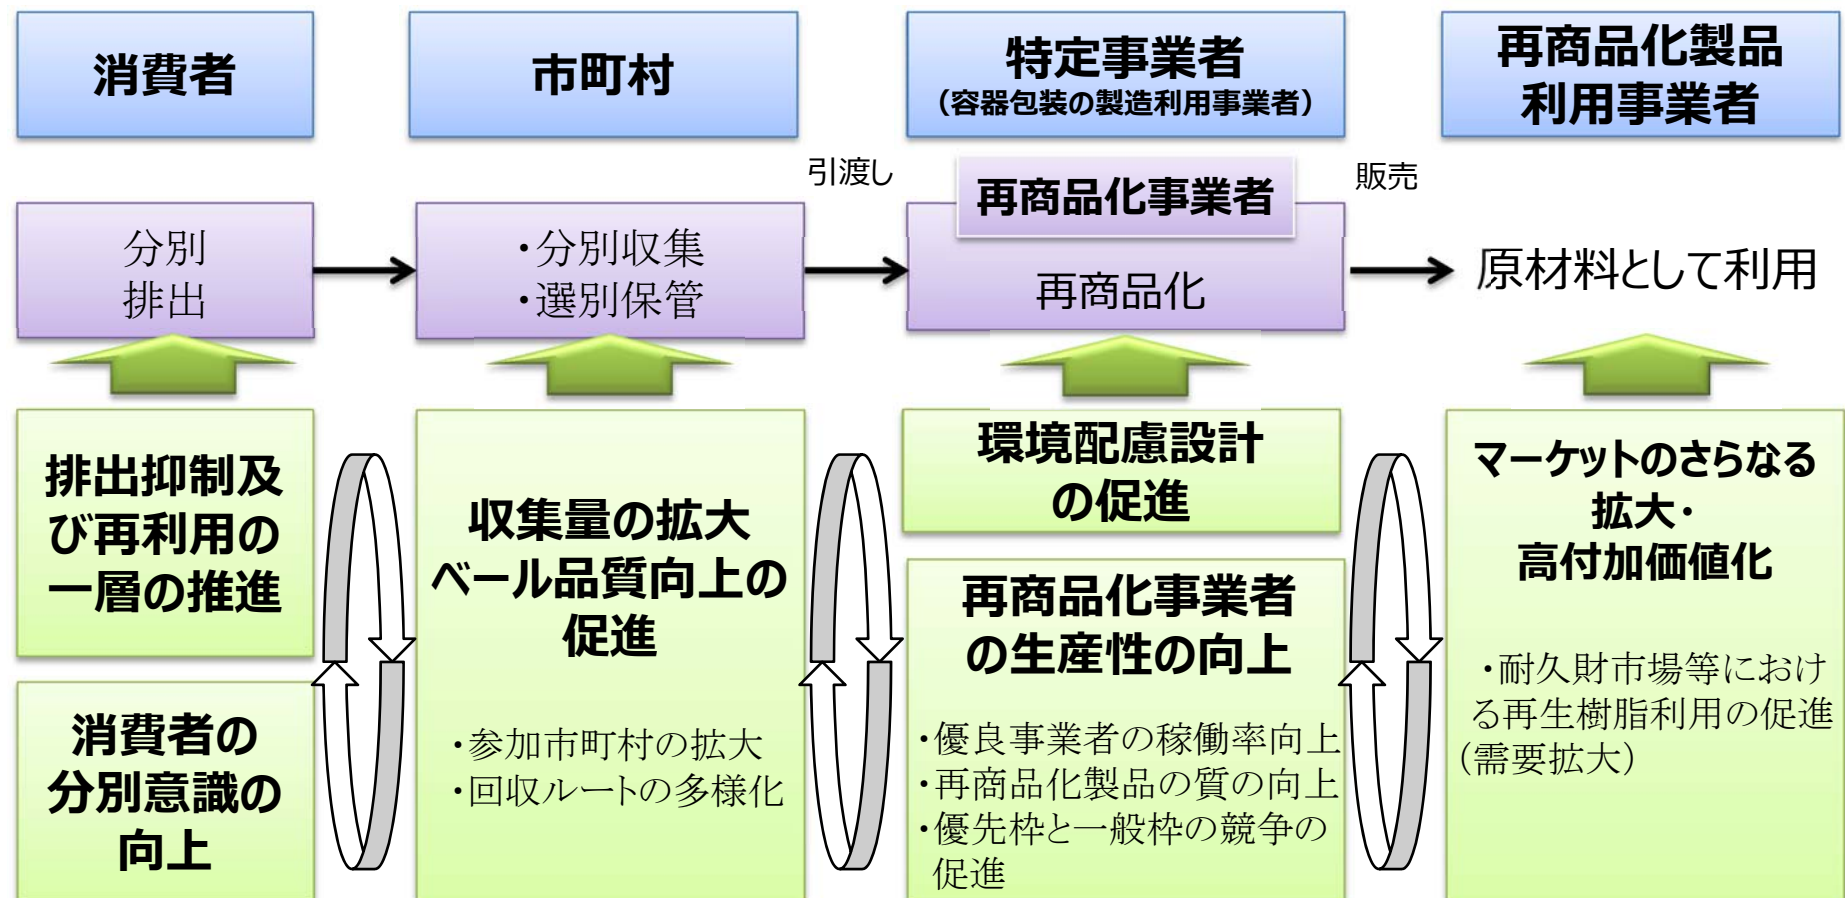 消費者
市町村
特定事業者
（容器包装の製造利用事業者）
再商品化製品
利用事業者
引渡し
販売
分別
排出
・分別収集
・選別保管
再商品化事業者
再商品化
原材料として利用
排出抑制及
び再利用の
一層の推進
消費者の
分別意識の
向上
収集量の拡大
ベール品質向上の
促進
・参加市町村の拡大
・回収ルートの多様化
環境配慮設計
の促進
再商品化事業者
の生産性の向上
・優良事業者の稼働率向上
・再商品化製品の質の向上
・優先枠と一般枠の競争の
促進
マーケットのさらなる
拡大・
高付加価値化
・耐久財市場等におけ
る再生樹脂利用の促進
（需要拡大）